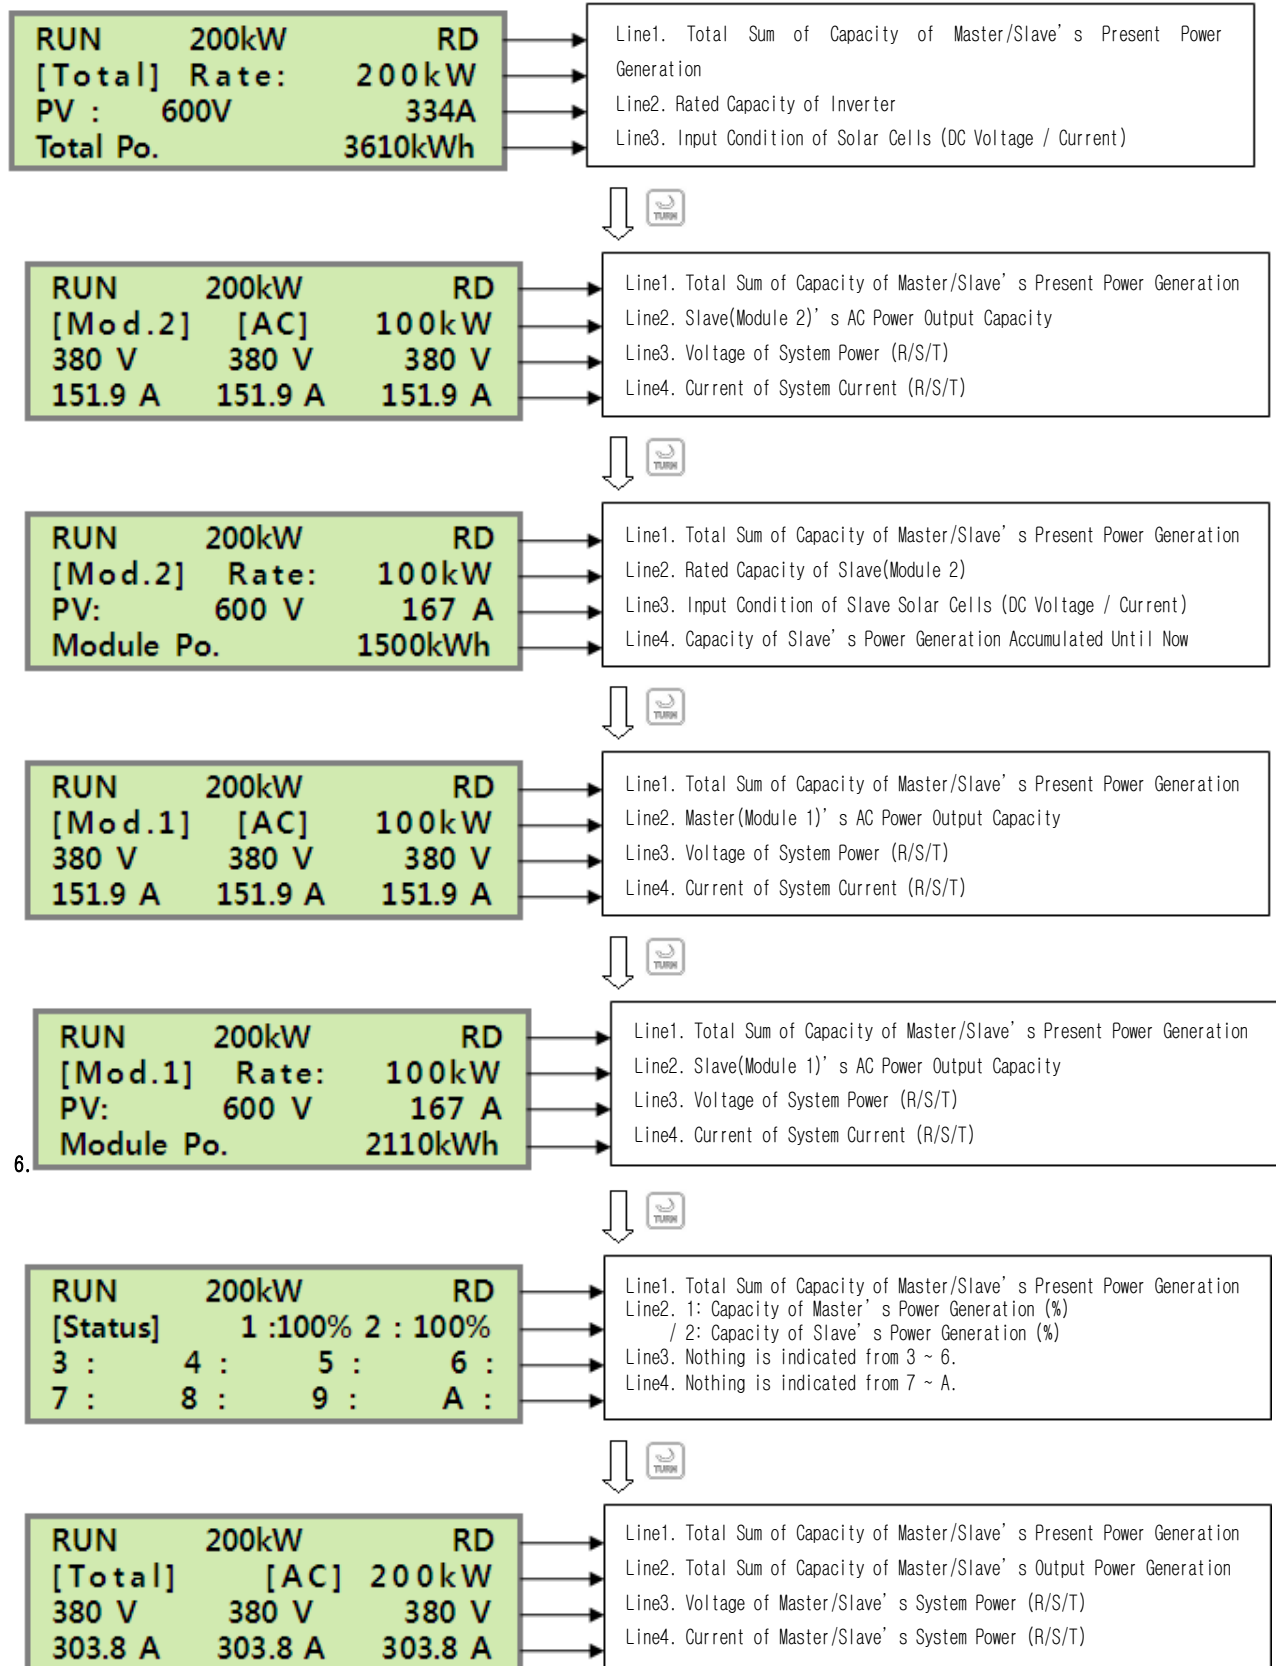 RUN 200kW RD
[Total] Rate: 200kW
PV : 600V 334A
Total Po. 3610kWh
Line1. Total Sum of Capacity of Master/Slave's Present Power
Generation
Line2. Rated Capacity of Inverter
Line3. Input Condition of Solar Cells (DC Voltage / Current)
TURN
RUN 200kW RD
[Mod.2] [AC] 100kW
380 V 380 V 380 V
151.9 A 151.9 A 151.9 A
Line1. Total Sum of Capacity of Master/Slave's Present Power Generation
Line2. Slave(Module 2)'s AC Power Output Capacity
Line3. Voltage of System Power (R/S/T)
Line4. Current of System Current (R/S/T)
TURN
RUN 200kW RD
[Mod.2] Rate: 100kW
PV: 600 V 167 A
Module Po. 1500kWh
Line1. Total Sum of Capacity of Master/Slave's Present Power Generation
Line2. Rated Capacity of Slave(Module 2)
Line3. Input Condition of Slave Solar Cells (DC Voltage / Current)
Line4. Capacity of Slave's Power Generation Accumulated Until Now
TURN
RUN 200kW RD
[Mod.1] [AC] 100kW
380 V 380 V 380 V
151.9 A 151.9 A 151.9 A
Line1. Total Sum of Capacity of Master/Slave's Present Power Generation
Line2. Master(Module 1)'s AC Power Output Capacity
Line3. Voltage of System Power (R/S/T)
Line4. Current of System Current (R/S/T)
TURN
RUN 200kW RD
[Mod.1] Rate: 100kW
PV: 600 V 167 A
Module Po. 2110kWh
6.
Line1. Total Sum of Capacity of Master/Slave's Present Power Generation
Line2. Slave(Module 1)'s AC Power Output Capacity
Line3. Voltage of System Power (R/S/T)
Line4. Current of System Current (R/S/T)
TURN
RUN 200kW RD
[Status] 1 :100% 2 : 100%
3 : 4 : 5 : 6 :
7 : 8 : 9 : A :
Line1. Total Sum of Capacity of Master/Slave's Present Power Generation
Line2. 1: Capacity of Master's Power Generation (%)
/ 2: Capacity of Slave's Power Generation (%)
Line3. Nothing is indicated from 3 ~ 6.
Line4. Nothing is indicated from 7 ~ A.
TURN
RUN 200kW RD
[Total] [AC] 200kW
380 V 380 V 380 V
303.8 A 303.8 A 303.8 A
Line1. Total Sum of Capacity of Master/Slave's Present Power Generation
Line2. Total Sum of Capacity of Master/Slave's Output Power Generation
Line3. Voltage of Master/Slave's System Power (R/S/T)
Line4. Current of Master/Slave's System Power (R/S/T)